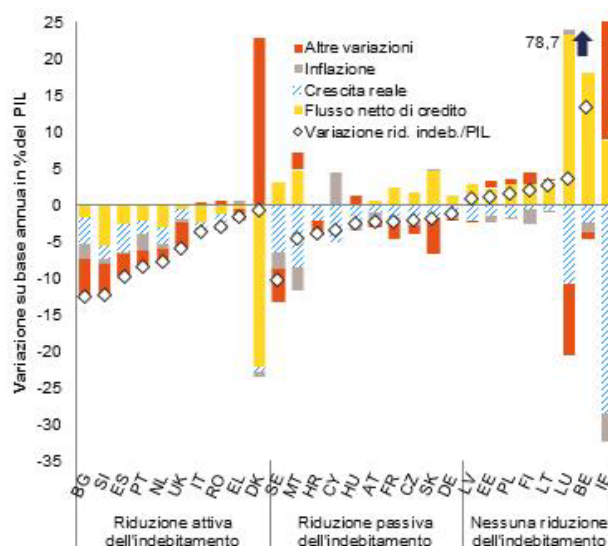 25
20
15
10
5
0
-5
-10
-15
-20
-25
-30
-35
Variazione su base annua in % del PIL
Altre variazioni
Inflazione
Crescita reale
Flusso netto di credito
Variazione rid. indeb./PIL
78,7
BG SI ES PT NL UK IT RO EL DK SE MT HR CY HU AT FR CZ SK DE LV EE PL FI LT LU BE IE
Riduzione attiva Riduzione passiva Nessuna riduzione
dell'indebitamento dell'indebitamento dell'indebitamento